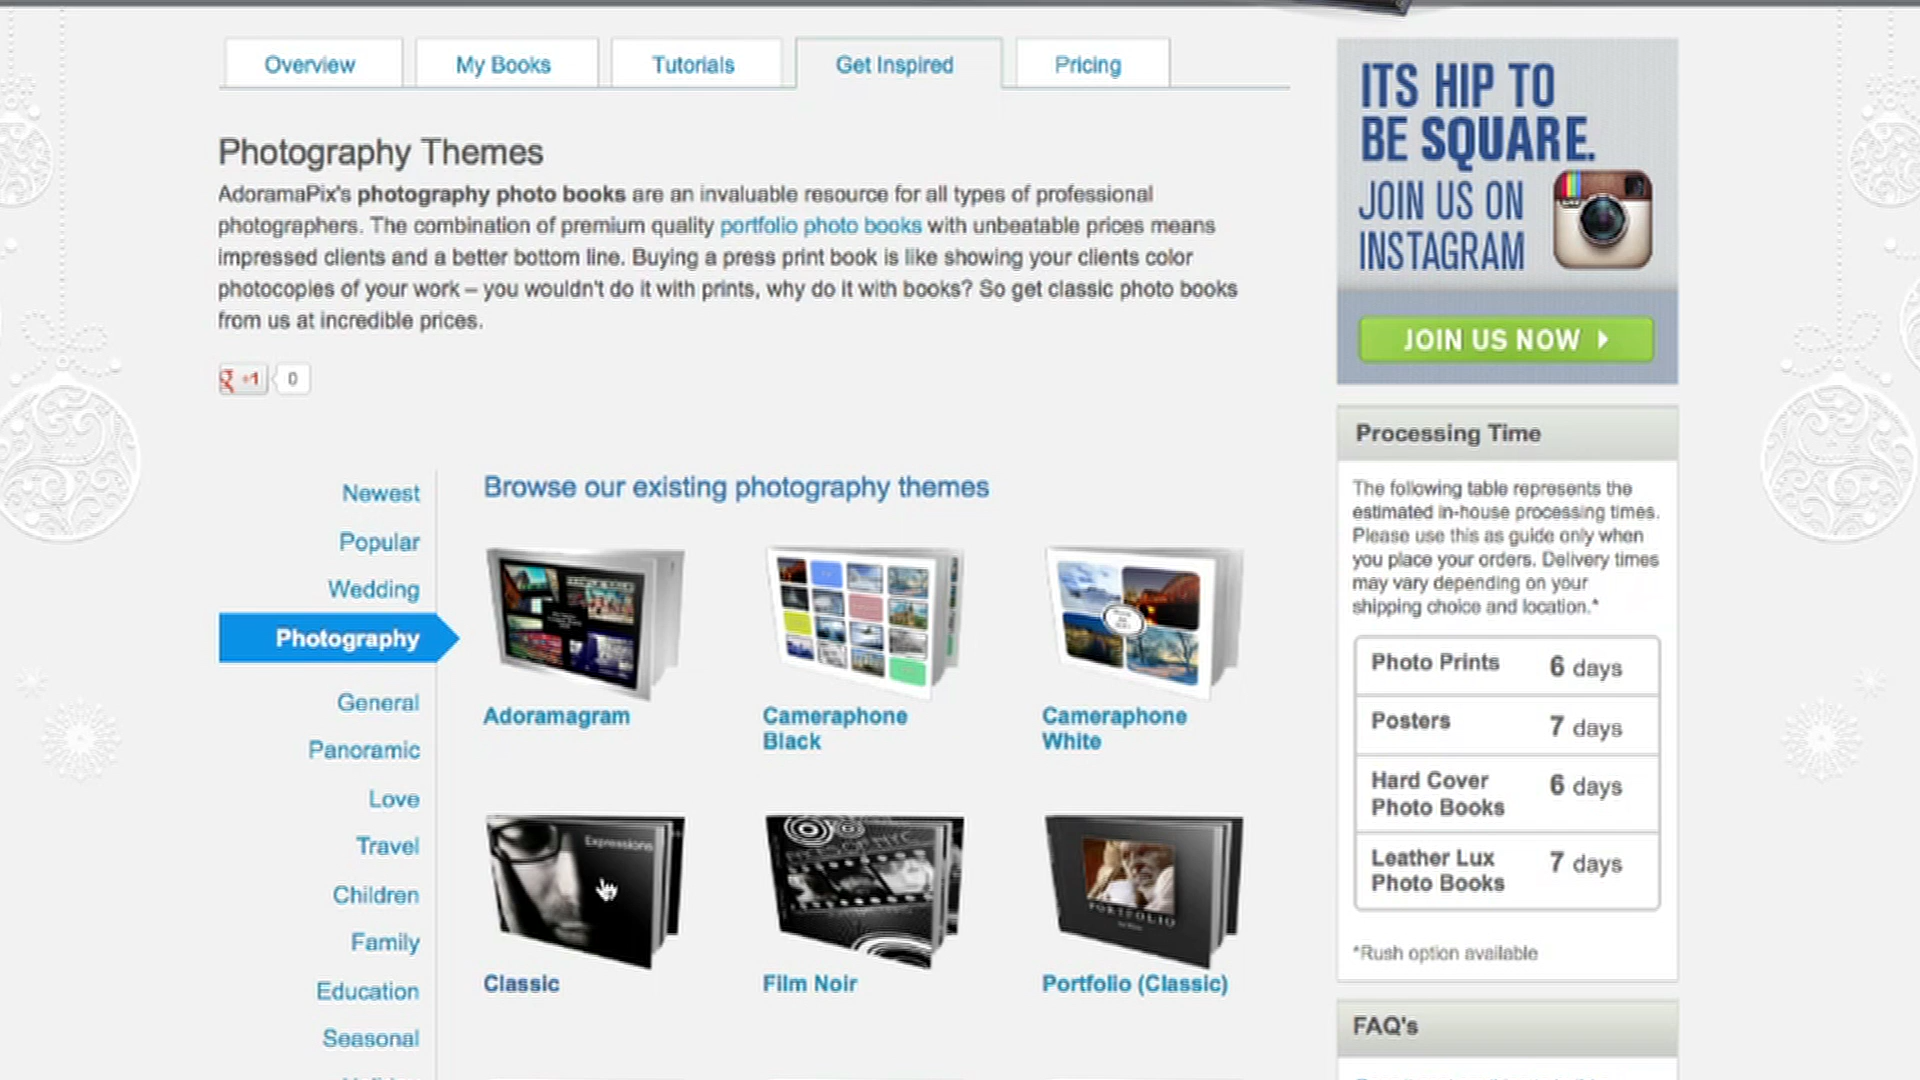 Overview
My Books
Tutorials
Get Inspired
Pricing
Photography Themes
AdoramaPix's photography photo books are an invaluable resource for all types of professional
photographers. The combination of premium quality portfolio photo books with unbeatable prices means
impressed clients and a better bottom line. Buying a press print book is like showing your clients color
photocopies of your work – you wouldn't do it with prints, why do it with books? So get classic photo books
from us at incredible prices.
+1
0
Newest
Popular
Wedding
Photography
General
Panoramic
Love
Travel
Children
Family
Education
Seasonal
Browse our existing photography themes
Adoramagram
Cameraphone
Black
Cameraphone
White
Expressions
PORTFOLIO
Classic
Film Noir
Portfolio (Classic)
ITS HIP TO
BE SQUARE.
JOIN US ON
INSTAGRAM
JOIN US NOW
Processing Time
The following table represents the
estimated in-house processing times.
Please use this as guide only when
you place your orders. Delivery times
may vary depending on your
shipping choice and location.*
Photo Prints 6 days
Posters 7 days
Hard Cover
Photo Books 6 days
Leather Lux
Photo Books 7 days
*Rush option available
FAQ's